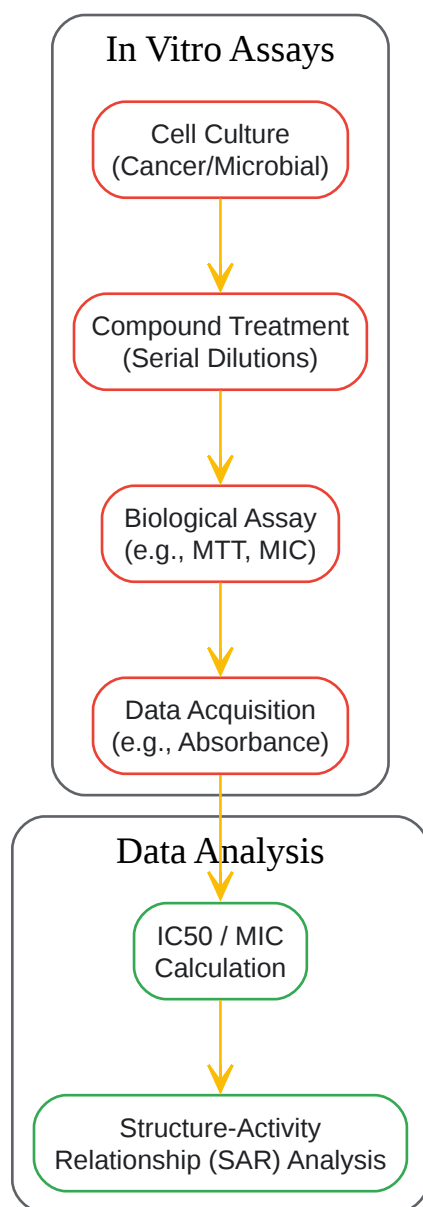 In Vitro Assays
Cell Culture
(Cancer/Microbial)
Compound Treatment
(Serial Dilutions)
Biological Assay
(e.g., MTT, MIC)
Data Acquisition
(e.g., Absorbance)
Data Analysis
IC50 / MIC
Calculation
Structure-Activity
Relationship (SAR) Analysis